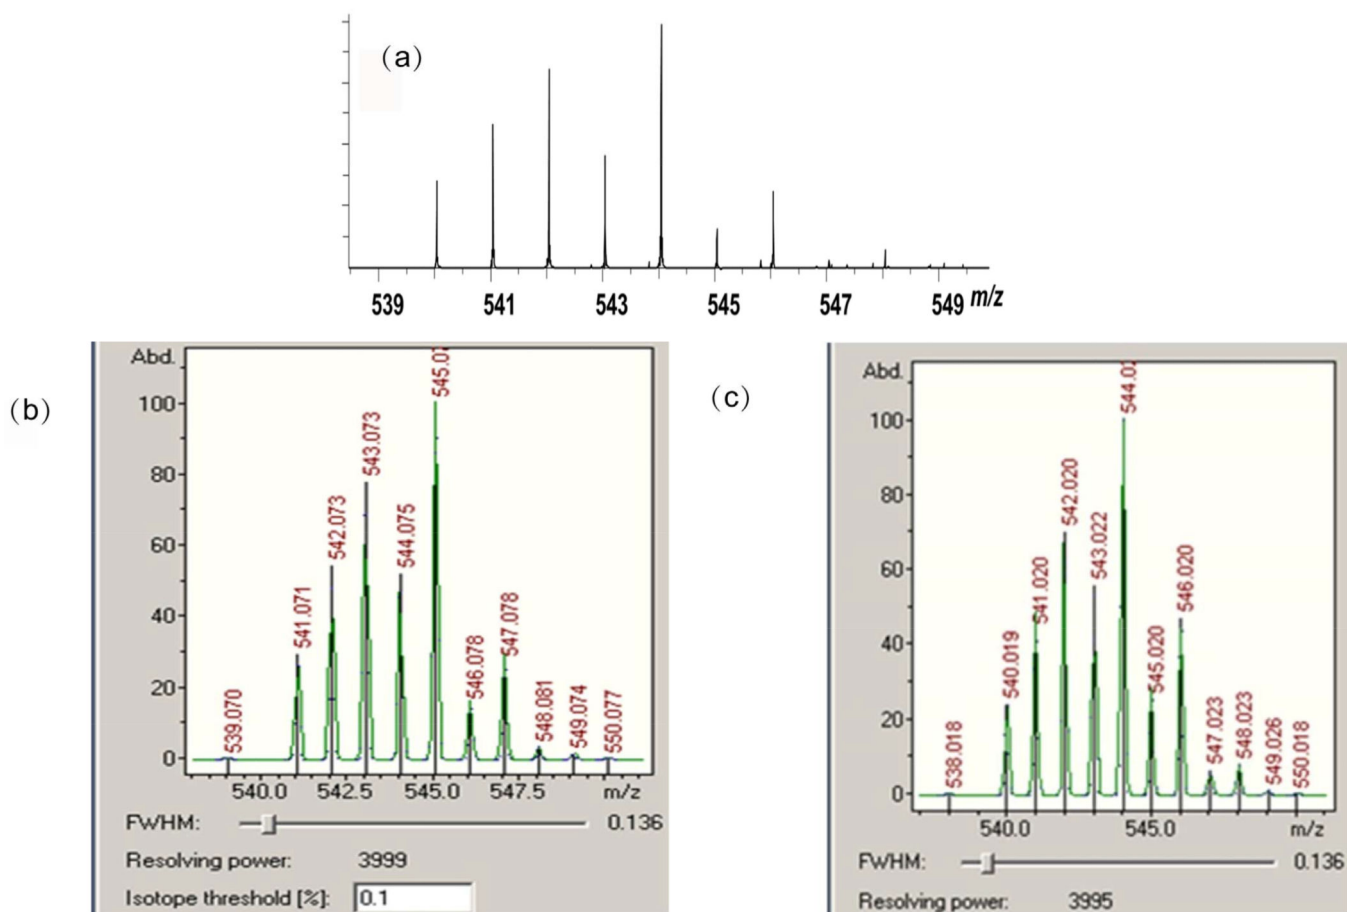 (a)
539 541 543 545 547 549 m/z
(b)
Abd.
100
80
60
40
20
0
539.070
541.071
542.073
543.073
544.075
545.07
546.078
547.078
548.081
549.074
550.077
540.0 542.5 545.0 547.5 m/z
FWHM: 0.136
Resolving power: 3999
Isotope threshold [%]: 0.1
(c)
Abd.
100
80
60
40
20
0
538.018
540.019
541.020
542.020
543.022
544.02
545.020
546.020
547.023
548.023
549.026
550.018
540.0 545.0 m/z
FWHM: 0.136
Resolving power: 3995